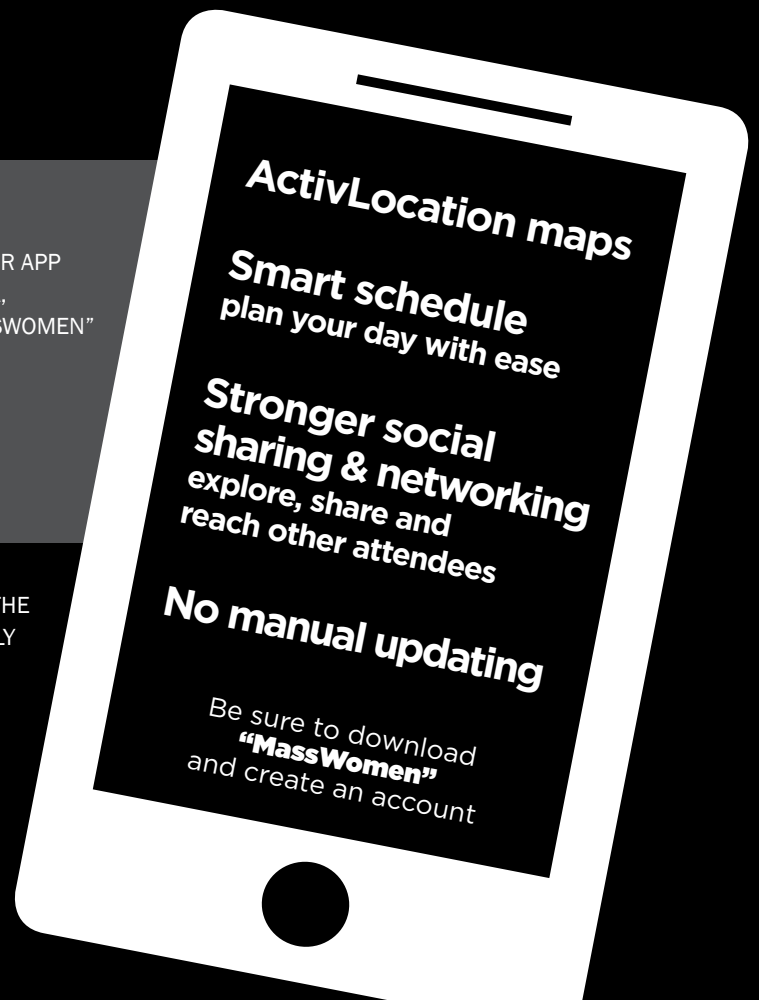 R APP
SWOMEN”
THE
LY
ActivLocation maps
Smart schedule
plan your day with ease
Stronger social
sharing & networking
explore, share and
reach other attendees
No manual updating
Be sure to download
“MassWomen”
and create an account